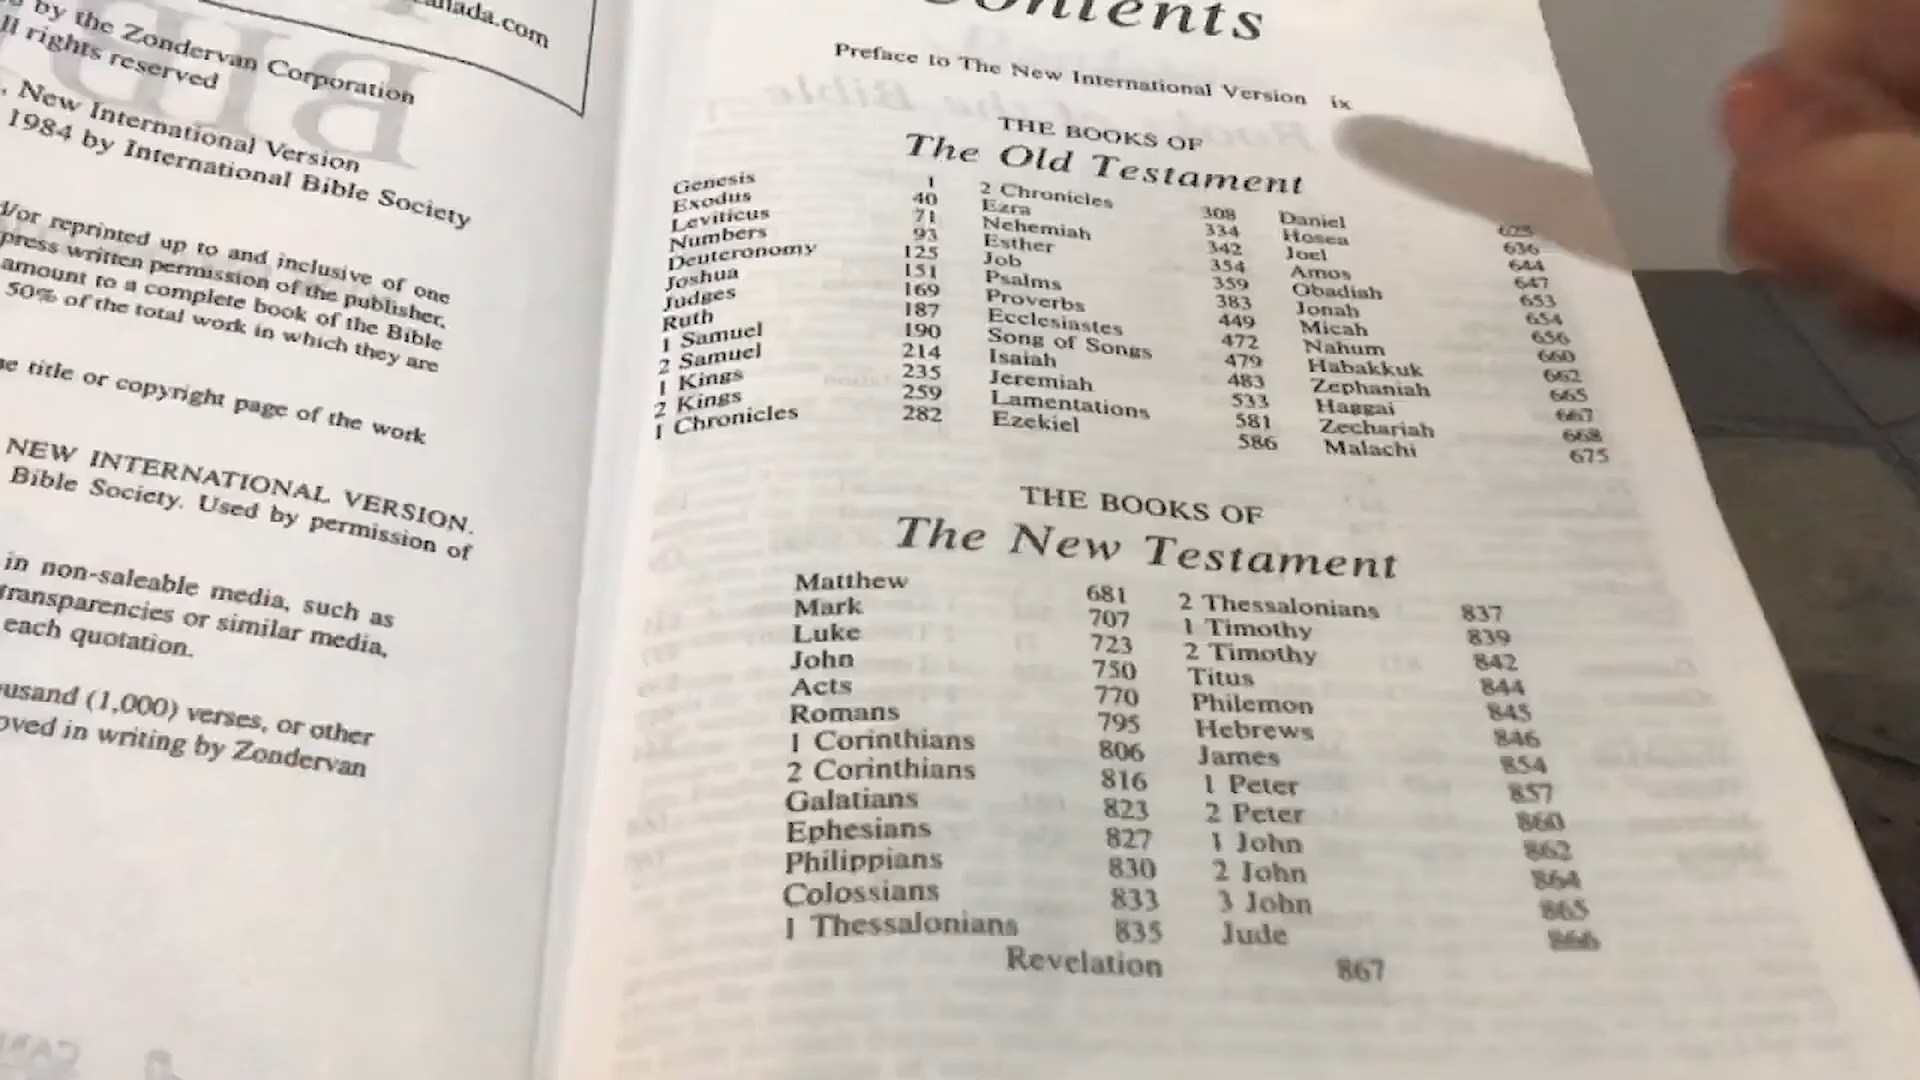 anada.com
by the Zondervan Corporation
ll rights reserved
, New International Version
1984 by International Bible Society
d/or reprinted up to and inclusive of one
press written permission of the publisher,
amount to a complete book of the Bible
50% of the total work in which they are
e title or copyright page of the work
NEW INTERNATIONAL VERSION.
Bible Society. Used by permission of
in non-saleable media, such as
transparencies or similar media,
each quotation.
usand (1,000) verses, or other
oved in writing by Zondervan
Contents
Preface to The New International Version ix
THE BOOKS OF
The Old Testament
Genesis 1
Exodus 40
Leviticus 71
Numbers 93
Deuteronomy 125
Joshua 151
Judges 169
Ruth 187
1 Samuel 190
2 Samuel 214
1 Kings 235
2 Kings 259
1 Chronicles 282
2 Chronicles 308
Ezra 334
Nehemiah 342
Esther 354
Job 359
Psalms 383
Proverbs 449
Ecclesiastes 472
Song of Songs 479
Isaiah 483
Jeremiah 533
Lamentations 581
Ezekiel 586
Daniel 628
Hosea 636
Joel 644
Amos 647
Obadiah 653
Jonah 654
Micah 656
Nahum 660
Habakkuk 662
Zephaniah 665
Haggai 667
Zechariah 668
Malachi 675
THE BOOKS OF
The New Testament
Matthew 681
Mark 707
Luke 723
John 750
Acts 770
Romans 795
1 Corinthians 806
2 Corinthians 816
Galatians 823
Ephesians 827
Philippians 830
Colossians 833
1 Thessalonians 835
2 Thessalonians 837
1 Timothy 839
2 Timothy 842
Titus 844
Philemon 845
Hebrews 846
James 854
1 Peter 857
2 Peter 860
1 John 862
2 John 864
3 John 865
Jude 866
Revelation 867